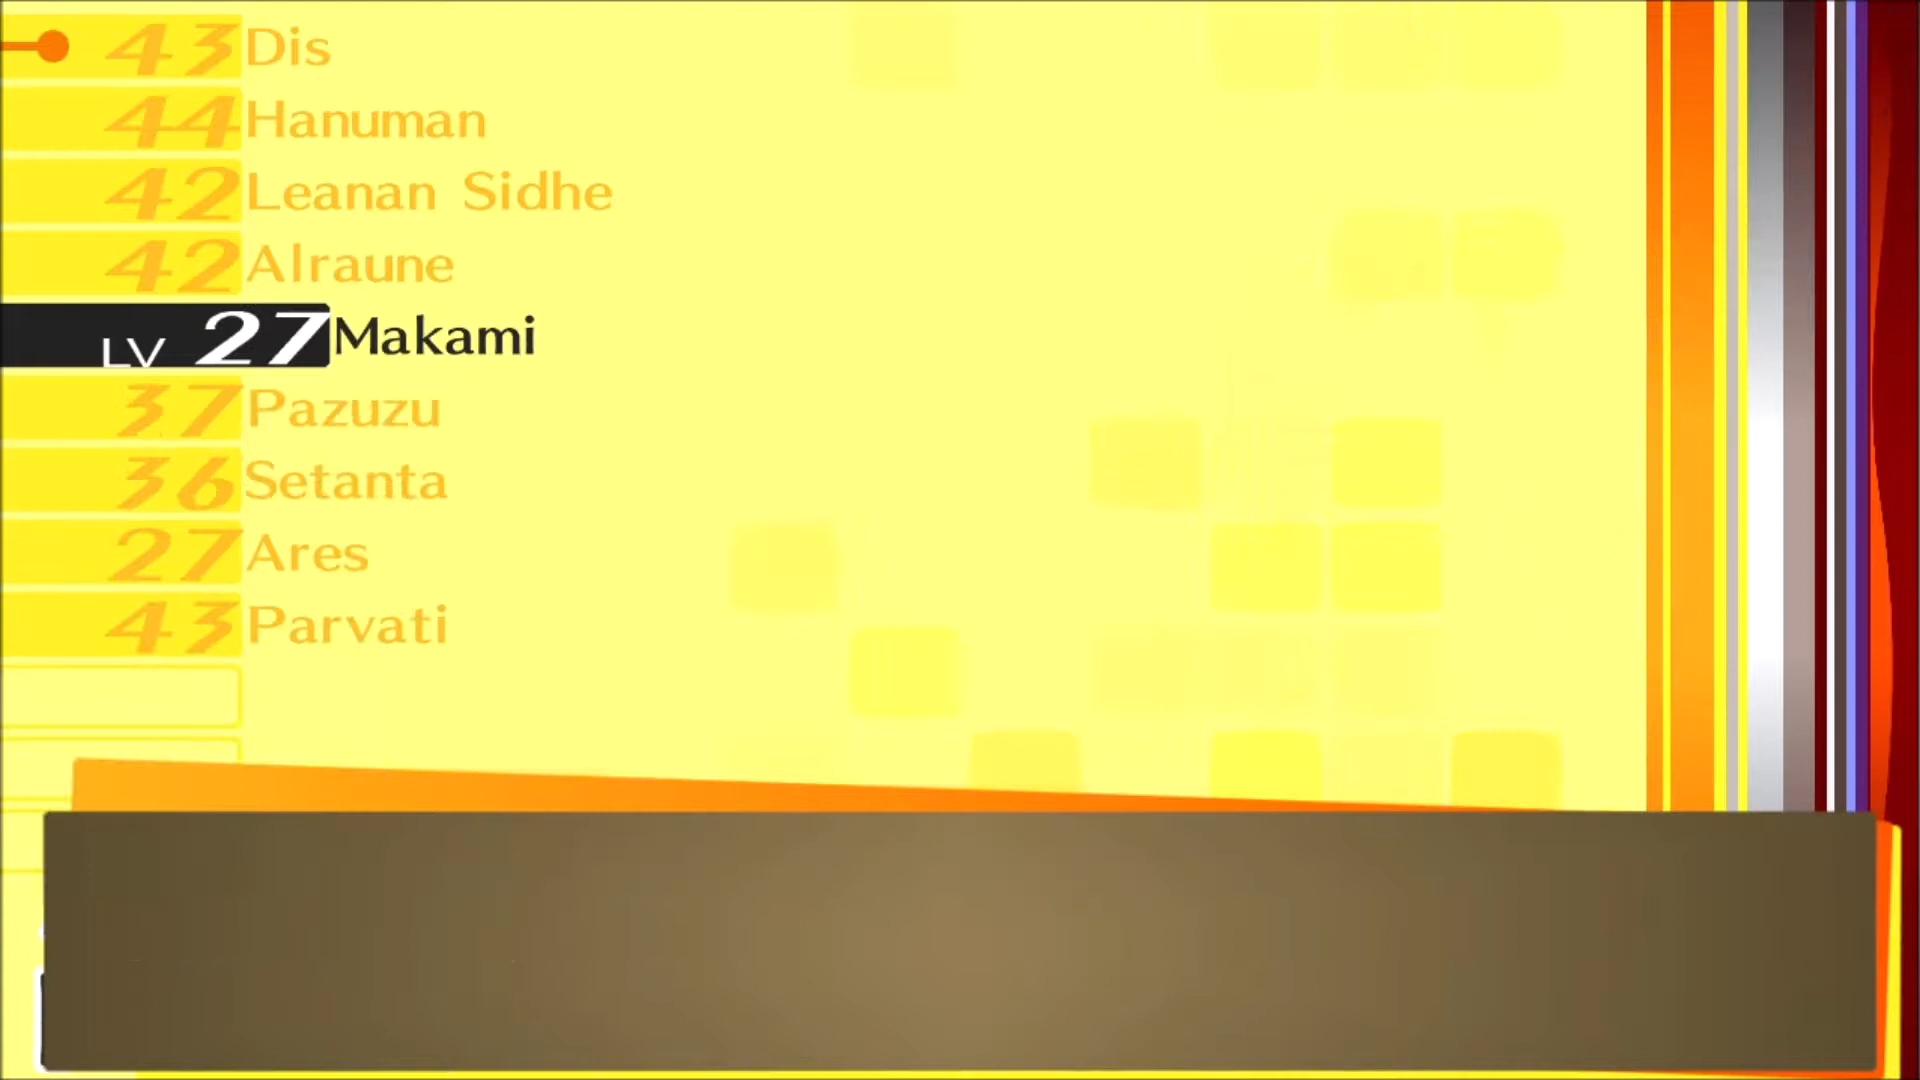 43 Dis
44 Hanuman
42 Leanan Sidhe
42 Alraune
LV 27 Makami
37 Pazuzu
36 Setanta
27 Ares
43 Parvati